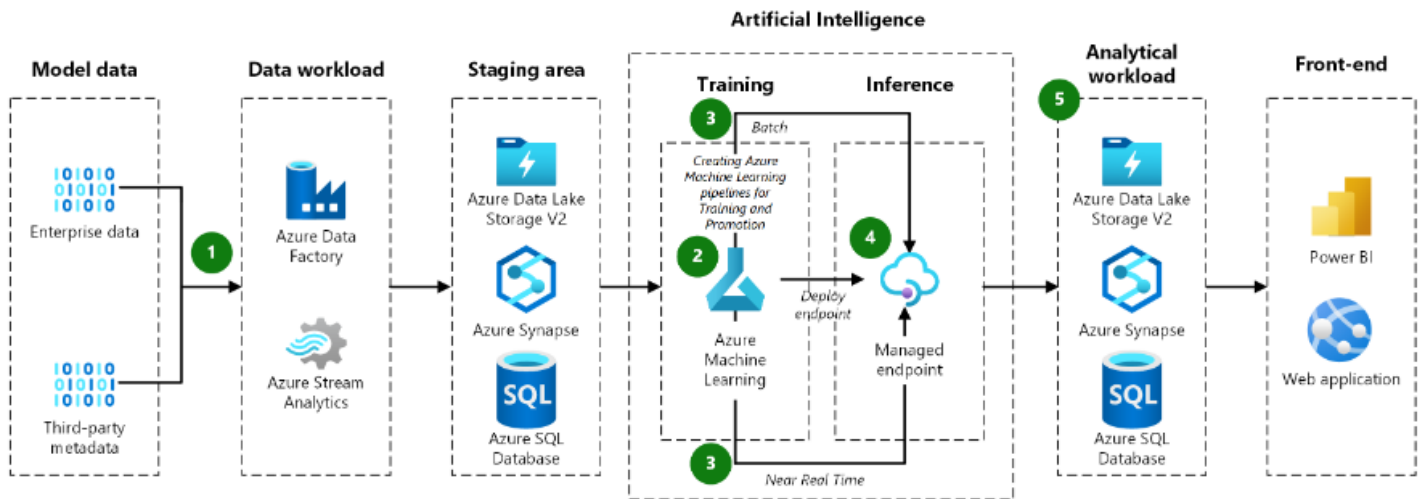 Artificial Intelligence
Model data
Data workload
Staging area
Training
Inference
Analytical
workload
Front-end
Enterprise data
Third-party
metadata
1
Azure Data
Factory
Azure Stream
Analytics
Azure Data Lake
Storage V2
Azure Synapse
SQL
Azure SQL
Database
3
Batch
Creating Azure
Machine Learning
pipelines for
Training and
Promotion
2
Azure
Machine
Learning
Deploy
endpoint
4
Managed
endpoint
3
Near Real Time
5
Azure Data Lake
Storage V2
Azure Synapse
SQL
Azure SQL
Database
Power BI
Web application